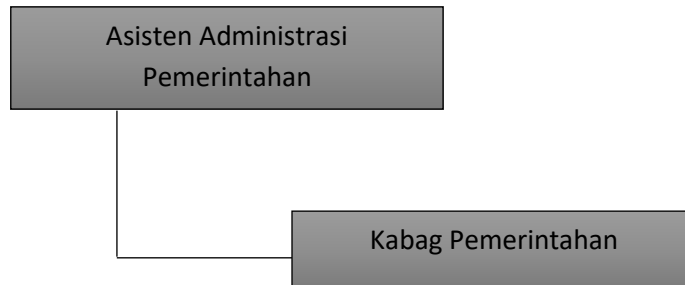 Asisten Administrasi
Pemerintahan
Kabag Pemerintahan